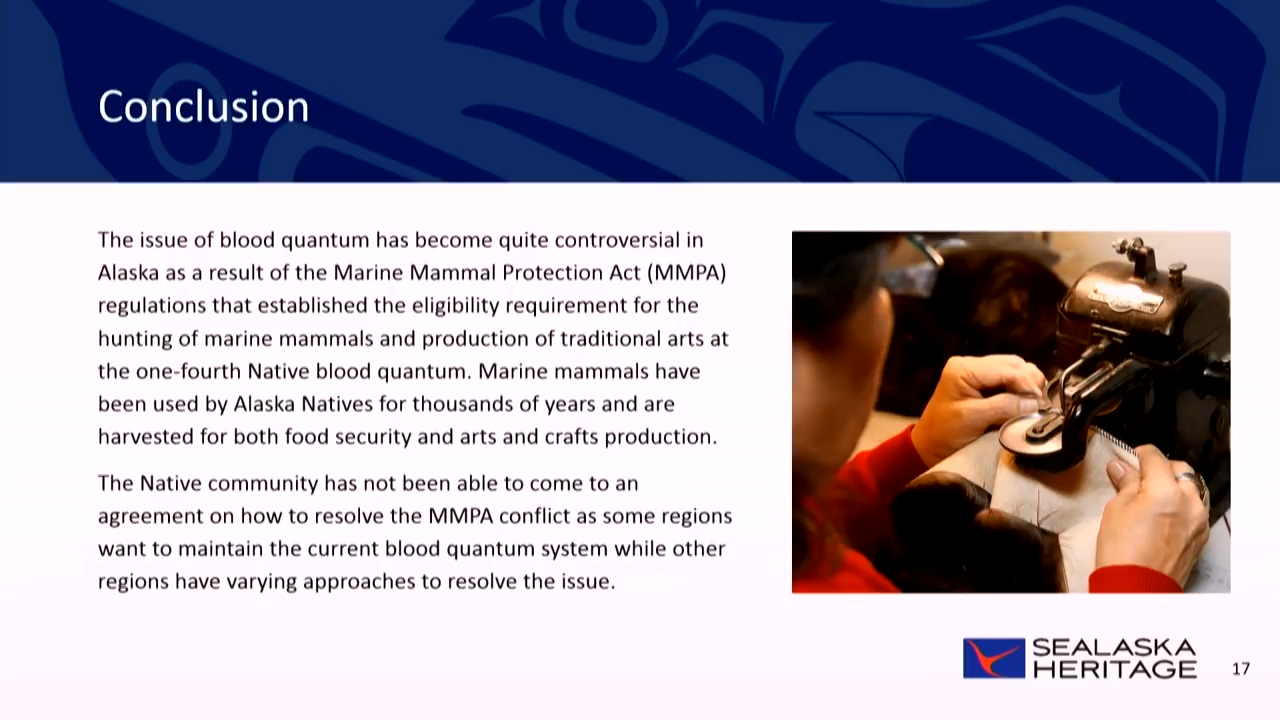 Conclusion
The issue of blood quantum has become quite controversial in
Alaska as a result of the Marine Mammal Protection Act (MMPA)
regulations that established the eligibility requirement for the
hunting of marine mammals and production of traditional arts at
the one-fourth Native blood quantum. Marine mammals have
been used by Alaska Natives for thousands of years and are
harvested for both food security and arts and crafts production.
The Native community has not been able to come to an
agreement on how to resolve the MMPA conflict as some regions
want to maintain the current blood quantum system while other
regions have varying approaches to resolve the issue.
SEALASKA
HERITAGE
17